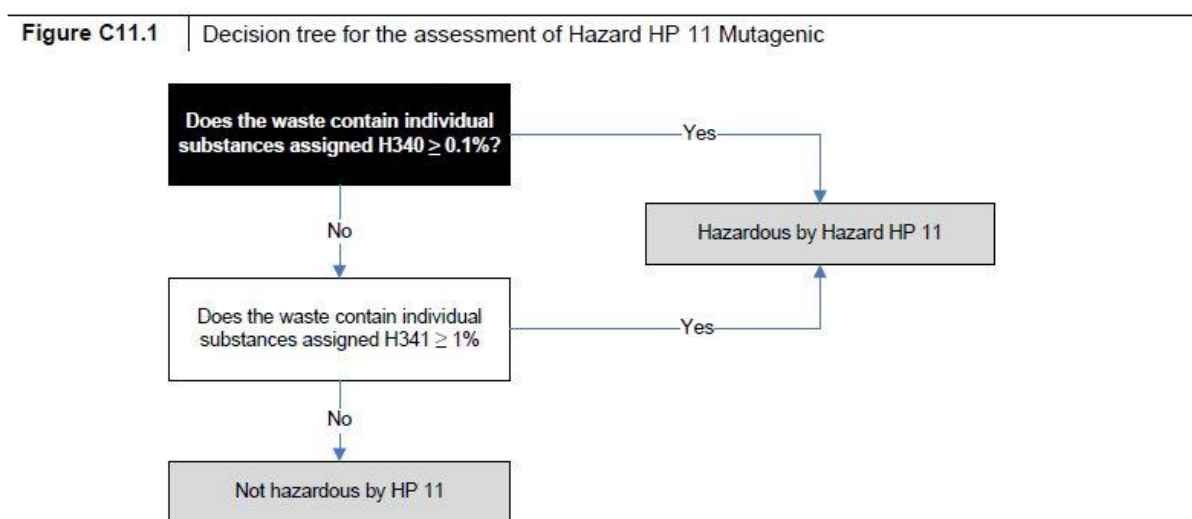 Figure C11.1 Decision tree for the assessment of Hazard HP 11 Mutagenic
Does the waste contain individual
substances assigned H340 ≥ 0.1%?
Yes
No
Hazardous by Hazard HP 11
Does the waste contain individual
substances assigned H341 ≥ 1%
Yes
No
Not hazardous by HP 11